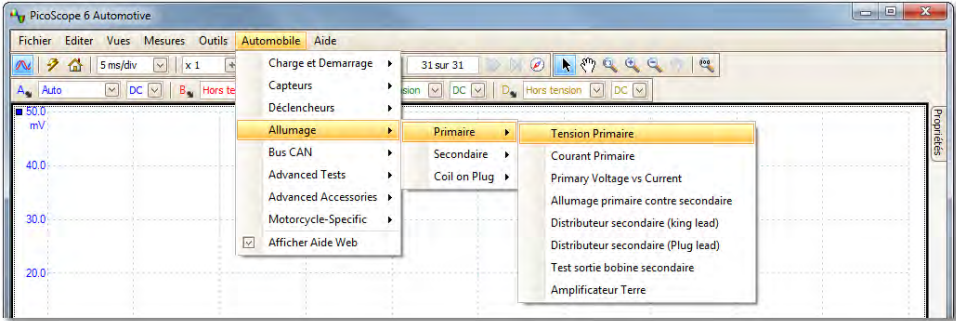 PicoScope 6 Automotive
Fichier Editer Vues Mesures Outils Automobile Aide
5 ms/div x 1 31 sur 31
A Auto DC B Hors te sion DC D Hors tension DC
50.0
mV
40.0
30.0
20.0
Propriétés
Charge et Demarrage
Capteurs
Déclencheurs
Allumage
Bus CAN
Advanced Tests
Advanced Accessories
Motorcycle-Specific
Afficher Aide Web
Primaire
Secondaire
Coil on Plug
Tension Primaire
Courant Primaire
Primary Voltage vs Current
Allumage primaire contre secondaire
Distributeur secondaire (king lead)
Distributeur secondaire (Plug lead)
Test sortie bobine secondaire
Amplificateur Terre